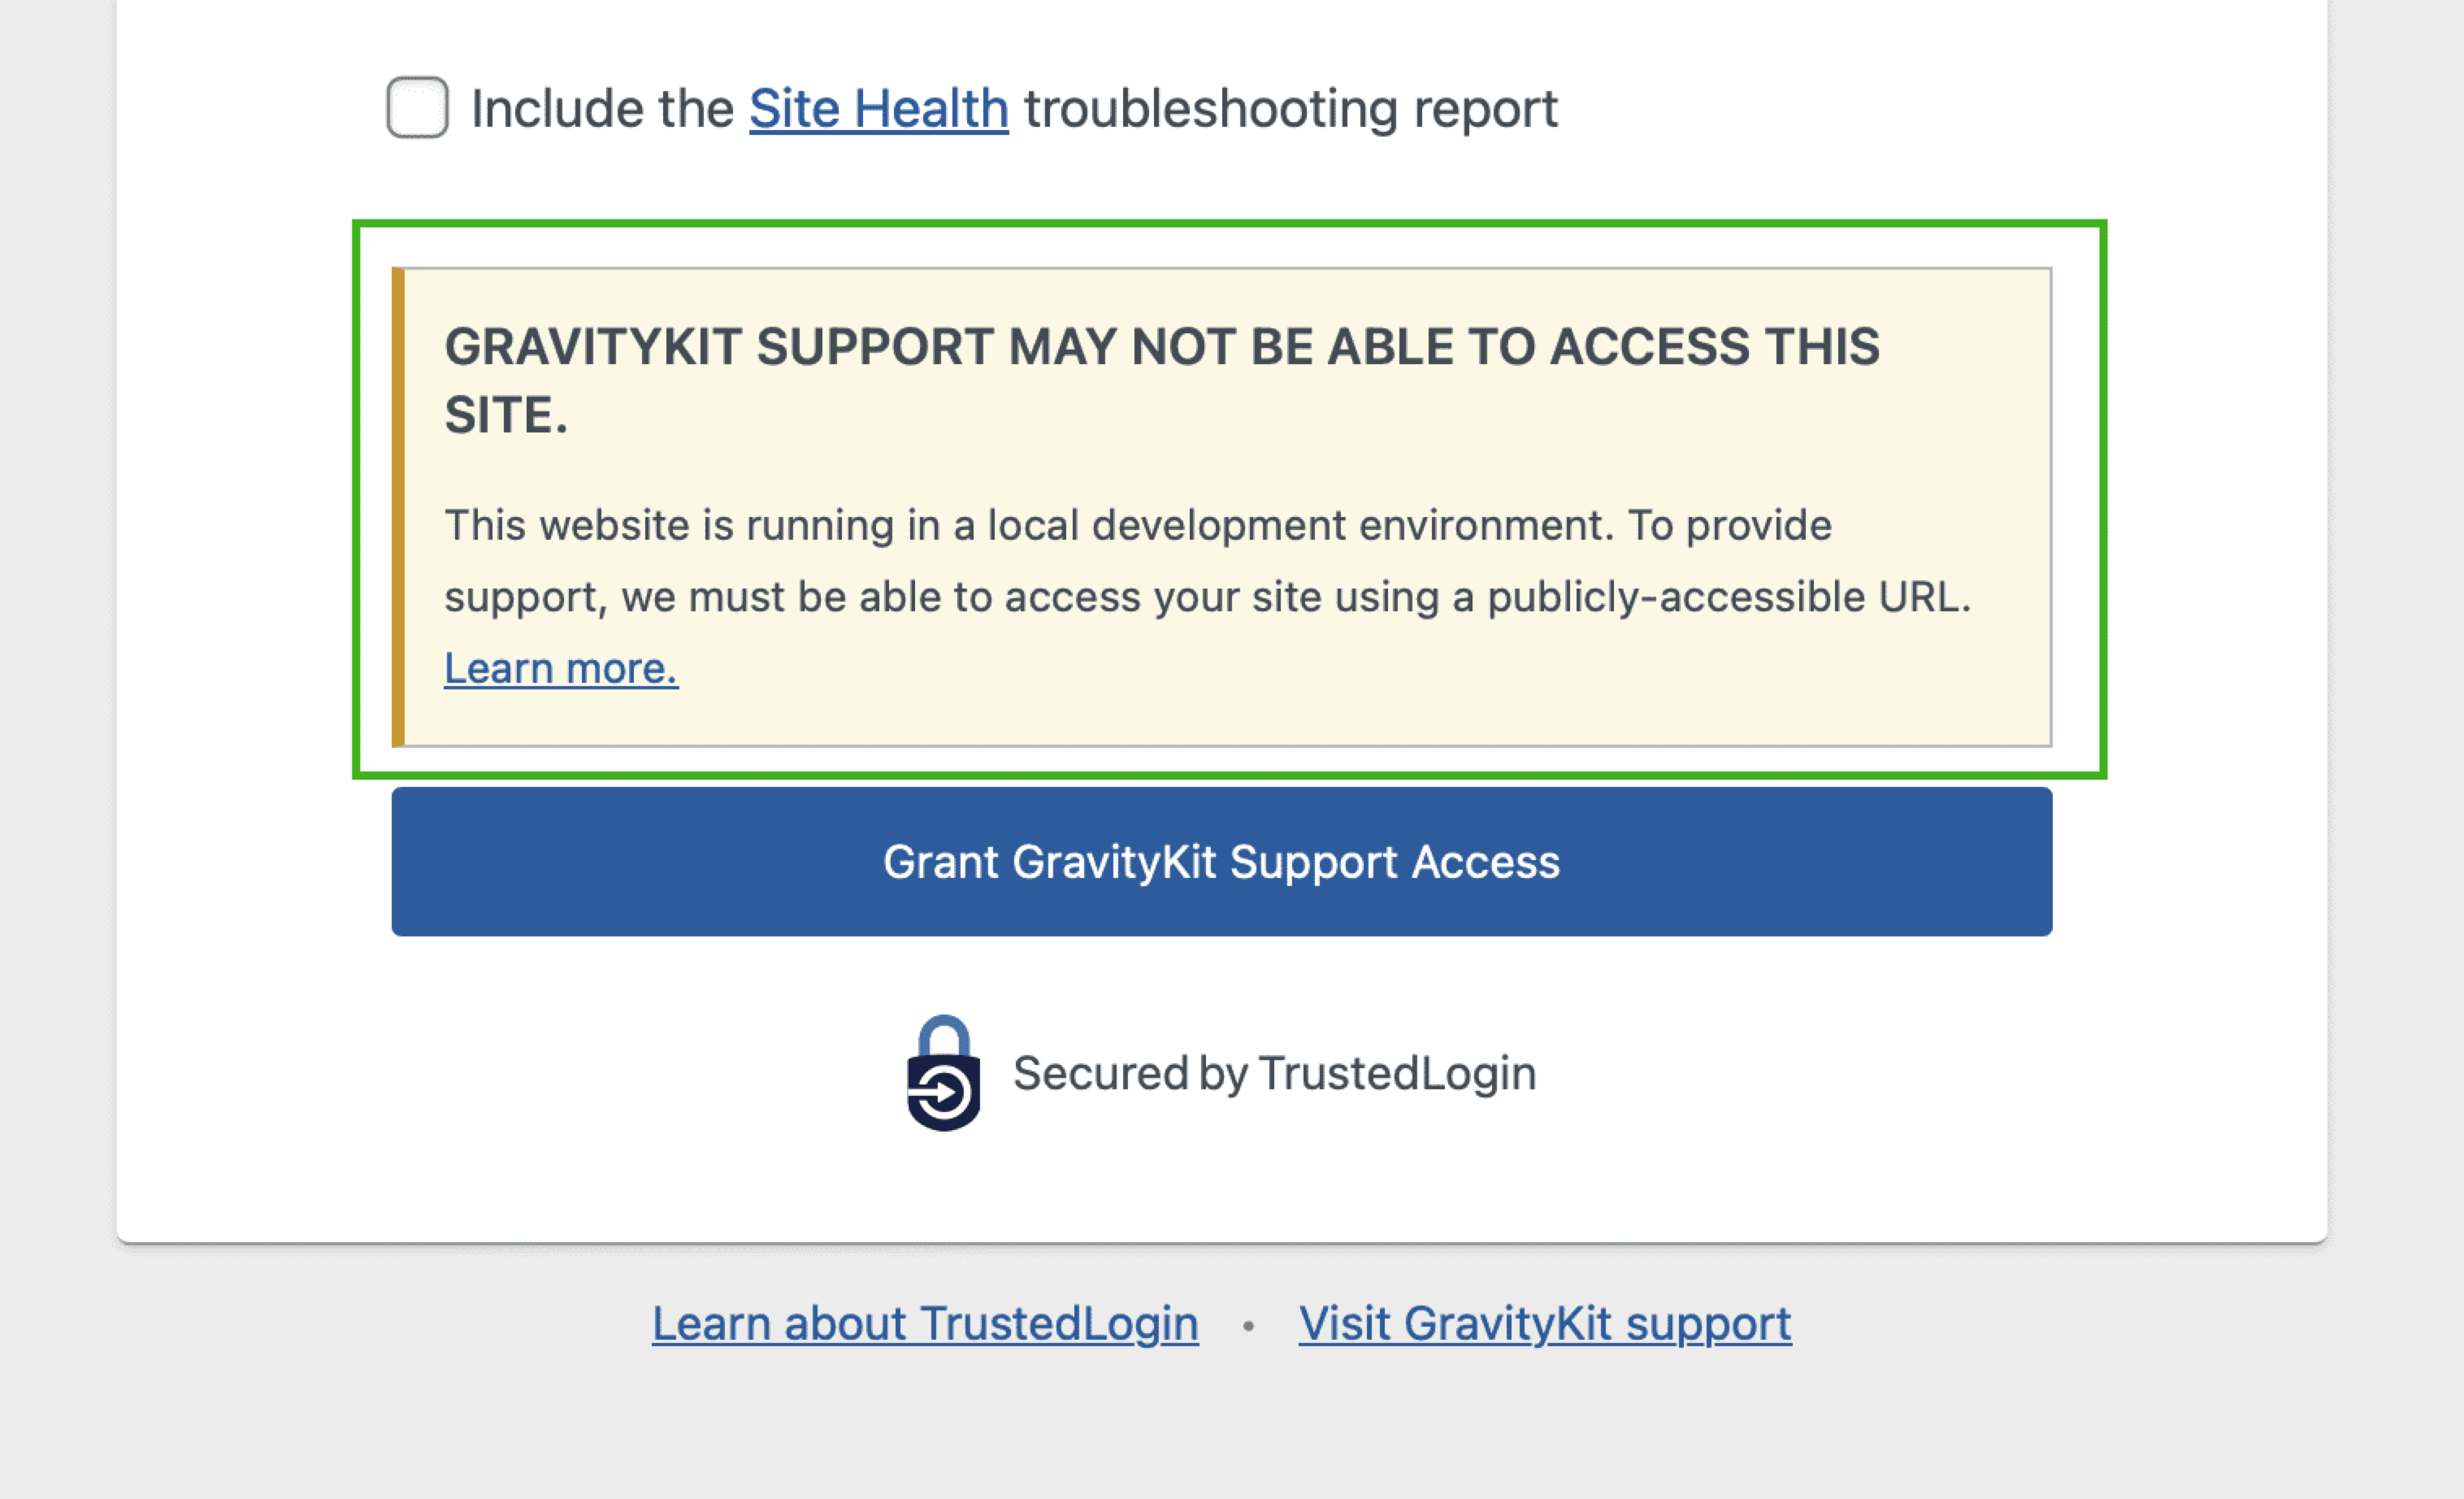 Include the Site Health troubleshooting report
GRAVITYKIT SUPPORT MAY NOT BE ABLE TO ACCESS THIS
SITE.
This website is running in a local development environment. To provide
support, we must be able to access your site using a publicly-accessible URL.
Learn more.
Grant GravityKit Support Access
Secured by TrustedLogin
Learn about TrustedLogin • Visit GravityKit support